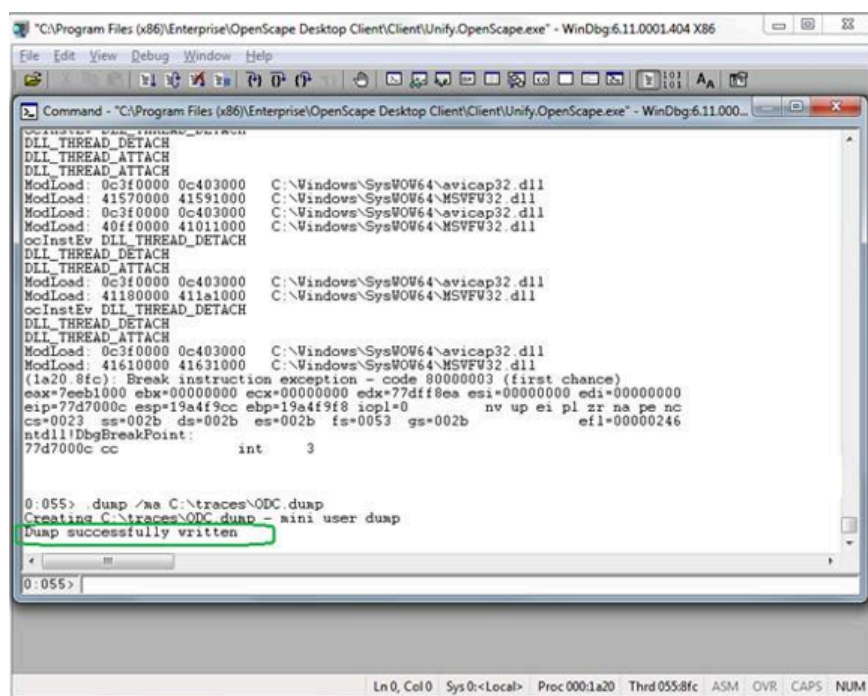 "C:\Program Files (x86)\Enterprise\OpenScape Desktop Client\Client\Unify.OpenScape.exe" - WinDbg:6.11.0001.404 X86
File Edit View Debug Window Help
Command - "C:\Program Files (x86)\Enterprise\OpenScape Desktop Client\Client\Unify.OpenScape.exe" - WinDbg:6.11.000...
ocInstEv DLL_THREAD_DETACH
DLL_THREAD_DETACH
DLL_THREAD_ATTACH
DLL_THREAD_ATTACH
ModLoad: 0c3f0000 0c403000 C:\Windows\SysWOW64\avicap32.dll
ModLoad: 41570000 41591000 C:\Windows\SysWOW64\MSVFW32.dll
ModLoad: 0c3f0000 0c403000 C:\Windows\SysWOW64\avicap32.dll
ModLoad: 40ff0000 41011000 C:\Windows\SysWOW64\MSVFW32.dll
ocInstEv DLL_THREAD_DETACH
DLL_THREAD_DETACH
DLL_THREAD_ATTACH
ModLoad: 0c3f0000 0c403000 C:\Windows\SysWOW64\avicap32.dll
ModLoad: 41180000 411a1000 C:\Windows\SysWOW64\MSVFW32.dll
ocInstEv DLL_THREAD_DETACH
DLL_THREAD_DETACH
DLL_THREAD_ATTACH
ModLoad: 0c3f0000 0c403000 C:\Windows\SysWOW64\avicap32.dll
ModLoad: 41610000 41631000 C:\Windows\SysWOW64\MSVFW32.dll
(1a20.8fc): Break instruction exception - code 80000003 (first chance)
eax=7eeb1000 ebx=00000000 ecx=00000000 edx=77dff8ea esi=00000000 edi=00000000
eip=77d7000c esp=19a4f9cc ebp=19a4f9f8 iopl=0 nv up ei pl zr na pe nc
cs=0023 ss=002b ds=002b es=002b fs=0053 gs=002b efl=00000246
ntdll!DbgBreakPoint:
77d7000c cc int 3
0:055> .dump /ma C:\traces\ODC.dump
Creating C:\traces\ODC.dump - mini user dump
Dump successfully written
0:055>
Ln 0, Col 0 Sys 0:<Local> Proc 000:1a20 Thrd 055:8fc ASM OVR CAPS NUM